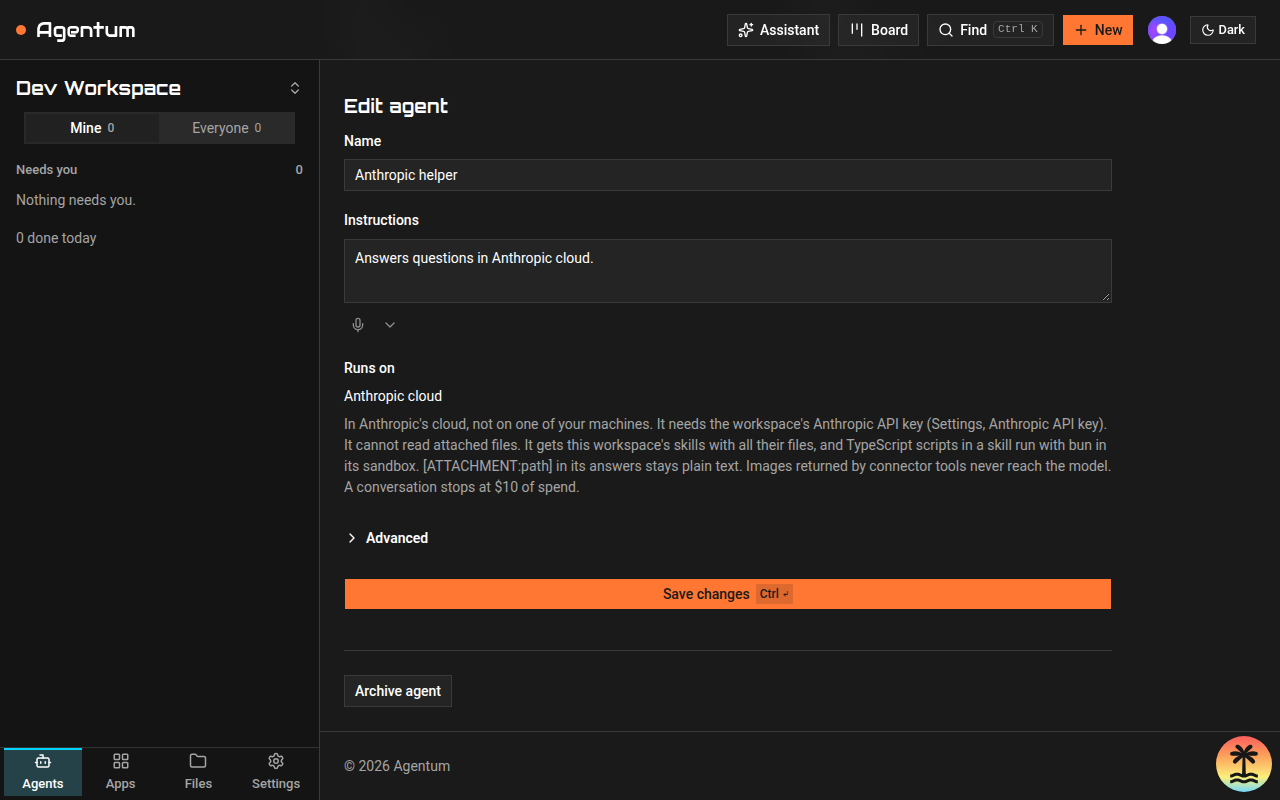 Agentum
Assistant
Board
Find Ctrl K
New
Dark
Dev Workspace
Mine 0
Everyone 0
Needs you 0
Nothing needs you.
0 done today
Edit agent
Name
Anthropic helper
Instructions
Answers questions in Anthropic cloud.
Runs on
Anthropic cloud
In Anthropic's cloud, not on one of your machines. It needs the workspace's Anthropic API key (Settings, Anthropic API key).
It cannot read attached files. It gets this workspace's skills with all their files, and TypeScript scripts in a skill run with bun in
its sandbox. [ATTACHMENT:path] in its answers stays plain text. Images returned by connector tools never reach the model.
A conversation stops at $10 of spend.
Advanced
Save changes Ctrl ↵
Archive agent
Agents
Apps
Files
Settings
© 2026 Agentum